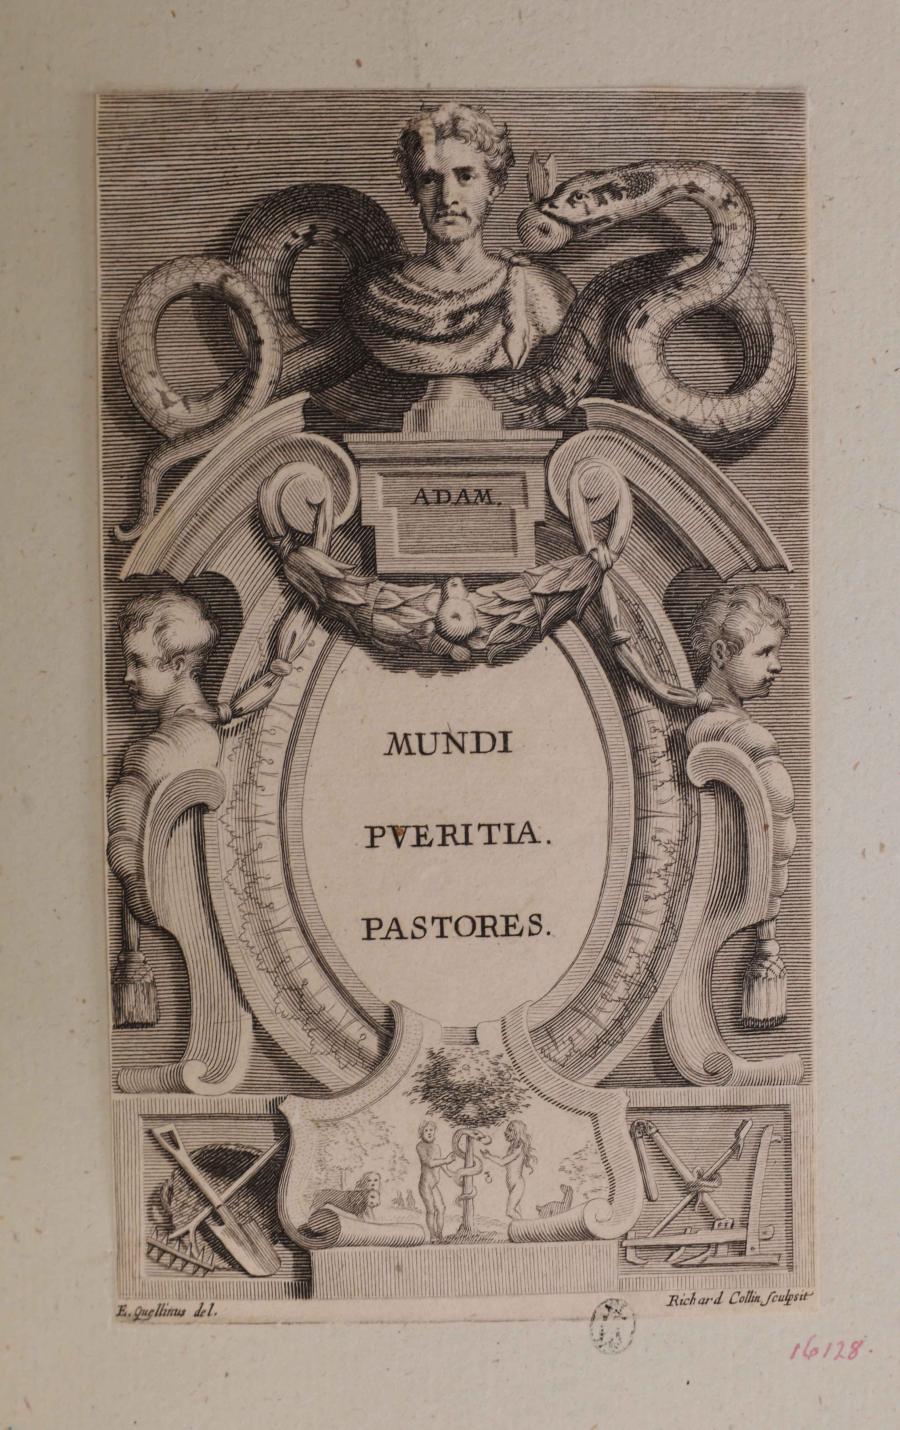 ADAM.
MUNDI
PVERITIA.
PASTORES.
E. Quellinus del.
Richard Collin sculpsit
16128.